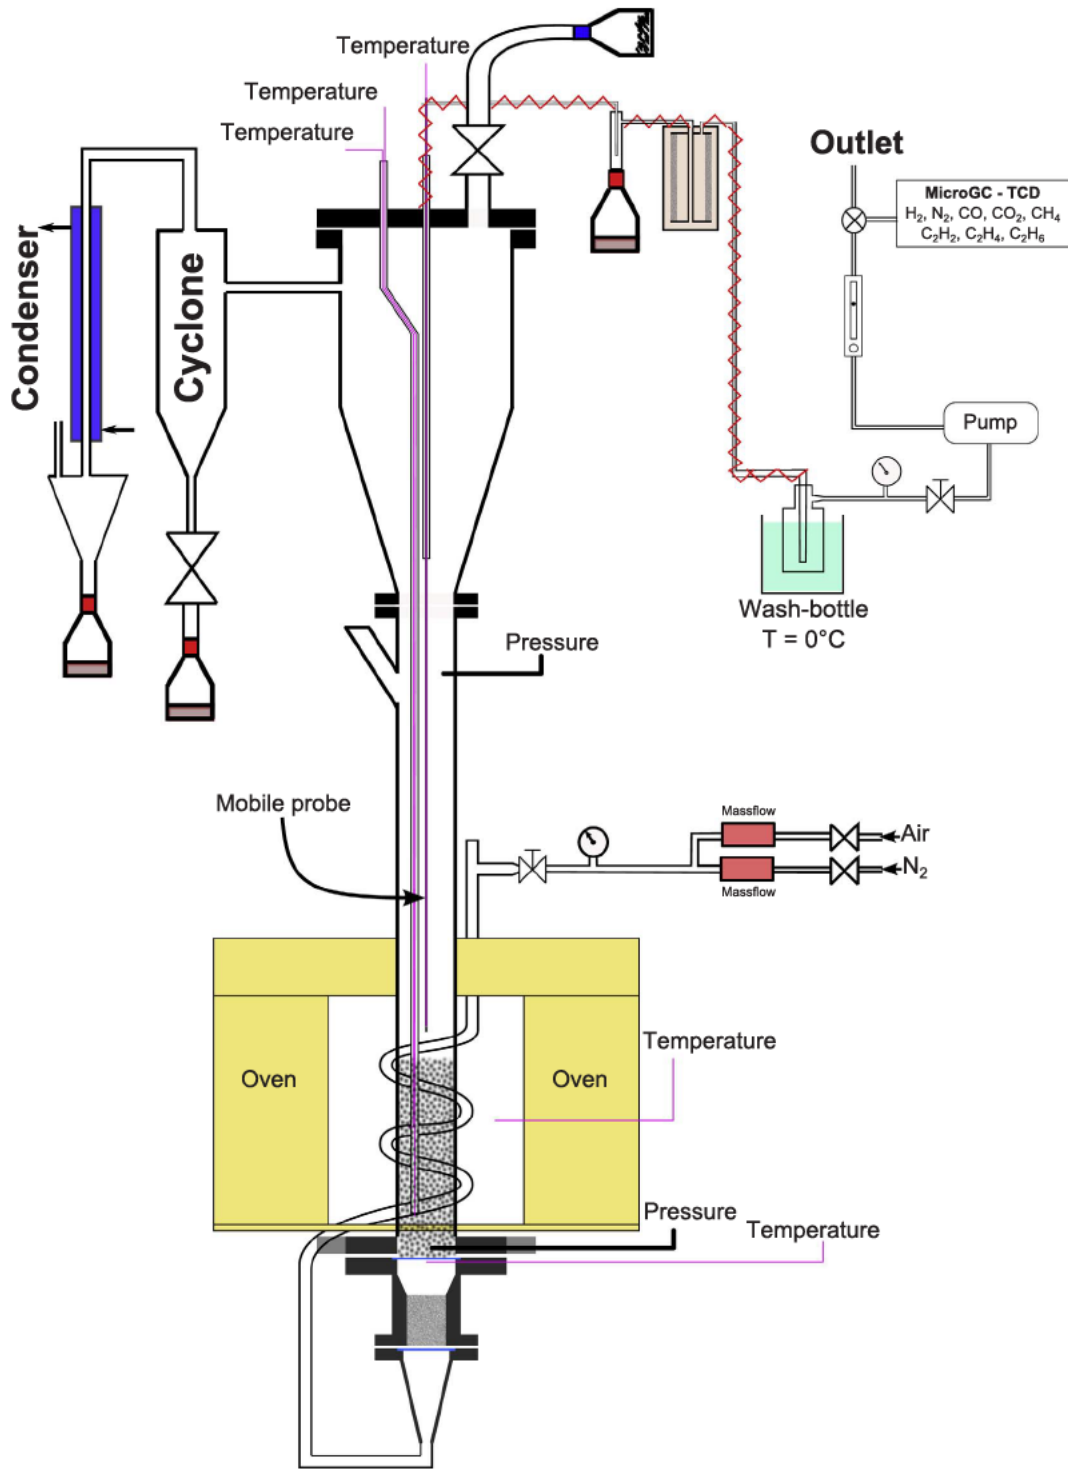 Temperature
Temperature
Temperature
Outlet
MicroGC - TCD
H₂, N₂, CO, CO₂, CH₄
C₂H₂, C₂H₄, C₂H₆
Condenser
Cyclone
Pump
Wash-bottle
T = 0°C
Pressure
Mobile probe
Massflow
Air
N₂
Massflow
Temperature
Oven
Oven
Pressure
Temperature